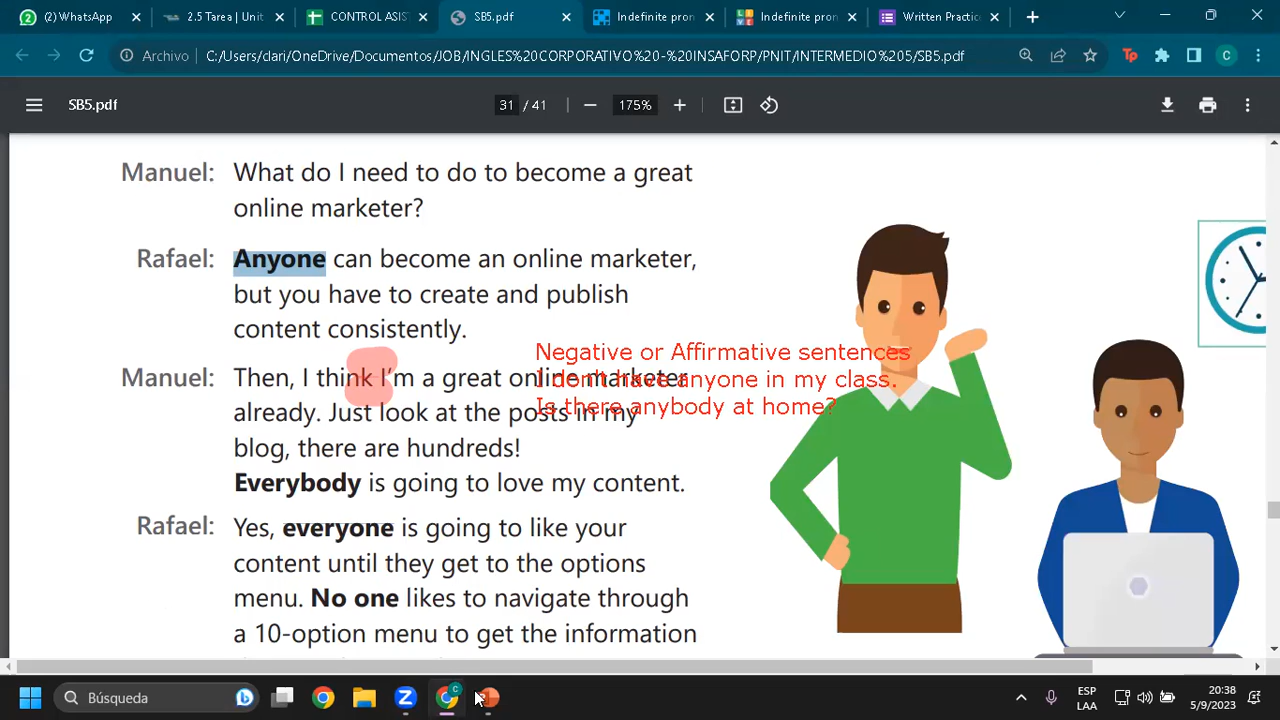 (2) WhatsApp
2.5 Tarea | Unit
CONTROL ASIS
SB5.pdf
Indefinite pron
Indefinite pron
Written Practic
Archivo
C:/Users/clari/OneDrive/Documentos/JOB/INGLES%20CORPORATIVO%20-%20INSAFORP/PNIT/INTERMEDIO%205/SB5.pdf
Tp
C
SB5.pdf
31 / 41
175%
Manuel: What do I need to do to become a great
online marketer?
Rafael: Anyone can become an online marketer,
but you have to create and publish
content consistently.
Negative or Affirmative sentences
Manuel: Then, I think I'm a great online marketer
I don't have anyone in my class.
already. Just look at the posts in my
Is there anybody at home?
blog, there are hundreds!
Everybody is going to love my content.
Rafael: Yes, everyone is going to like your
content until they get to the options
menu. No one likes to navigate through
a 10-option menu to get the information
Búsqueda
ESP
LAA
20:38
5/9/2023